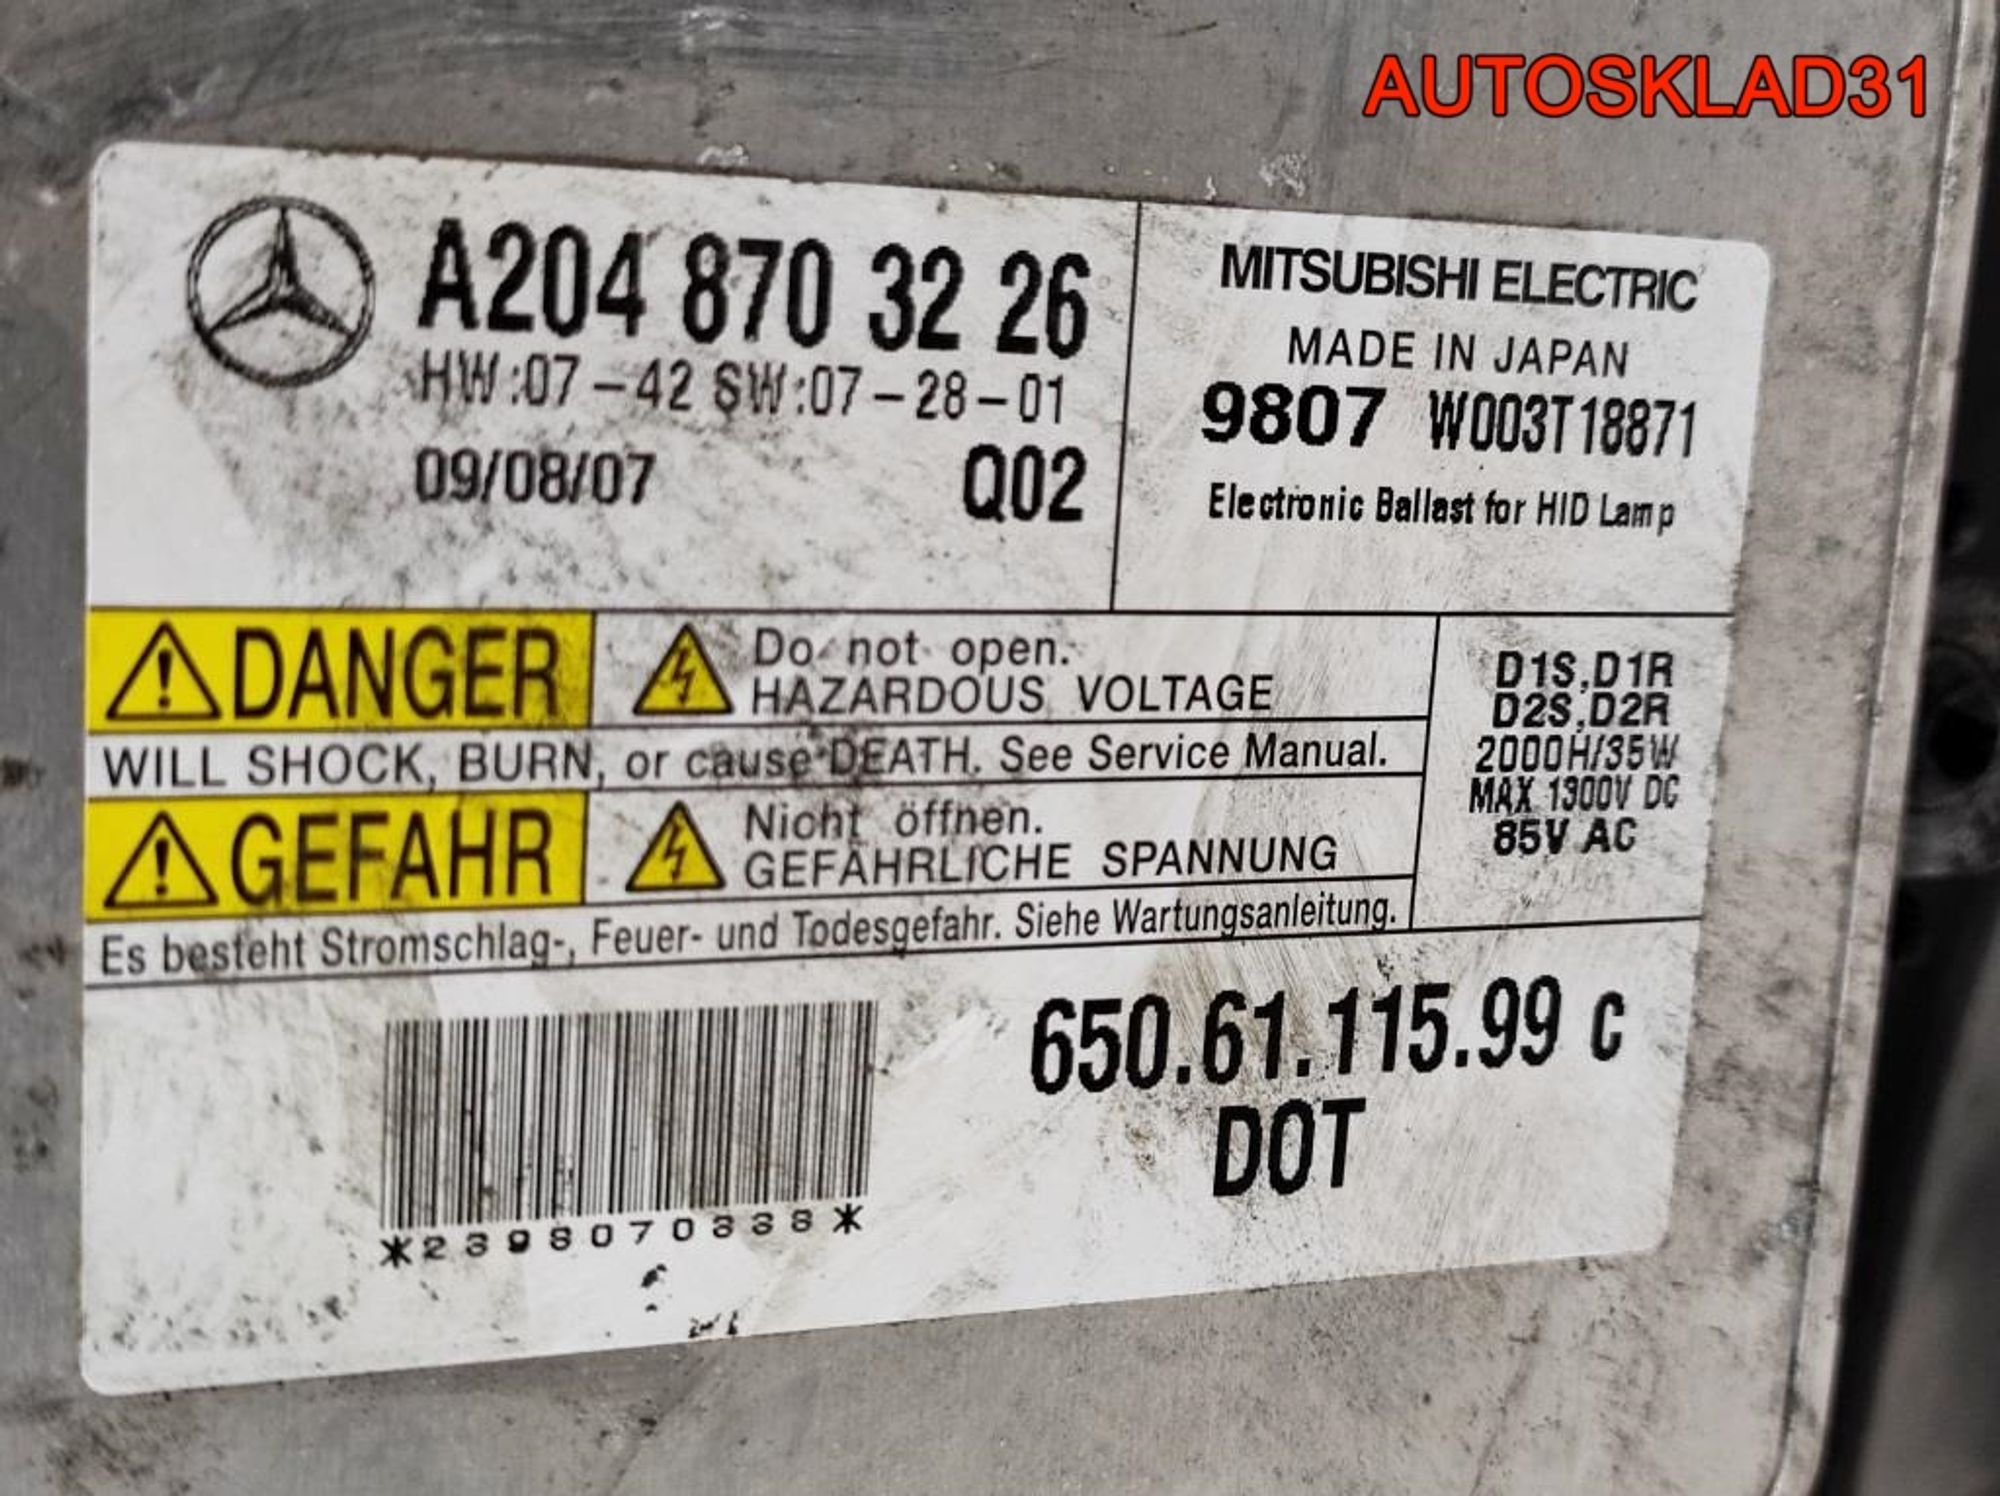 AUTOSKLAD31
A204 870 32 26
HW:07-42 SW:07-28-01
09/08/07 Q02
MITSUBISHI ELECTRIC
MADE IN JAPAN
9807 W003T18871
Electronic Ballast for HID Lamp
DANGER
Do not open.
HAZARDOUS VOLTAGE
WILL SHOCK, BURN, or cause DEATH. See Service Manual.
GEFAHR
Nicht öffnen.
GEFÄHRLICHE SPANNUNG
Es besteht Stromschlag-, Feuer- und Todesgefahr. Siehe Wartungsanleitung.
D1S,D1R
D2S,D2R
2000H/35W
MAX 1300V DC
85V AC
650.61.115.99 C
DOT